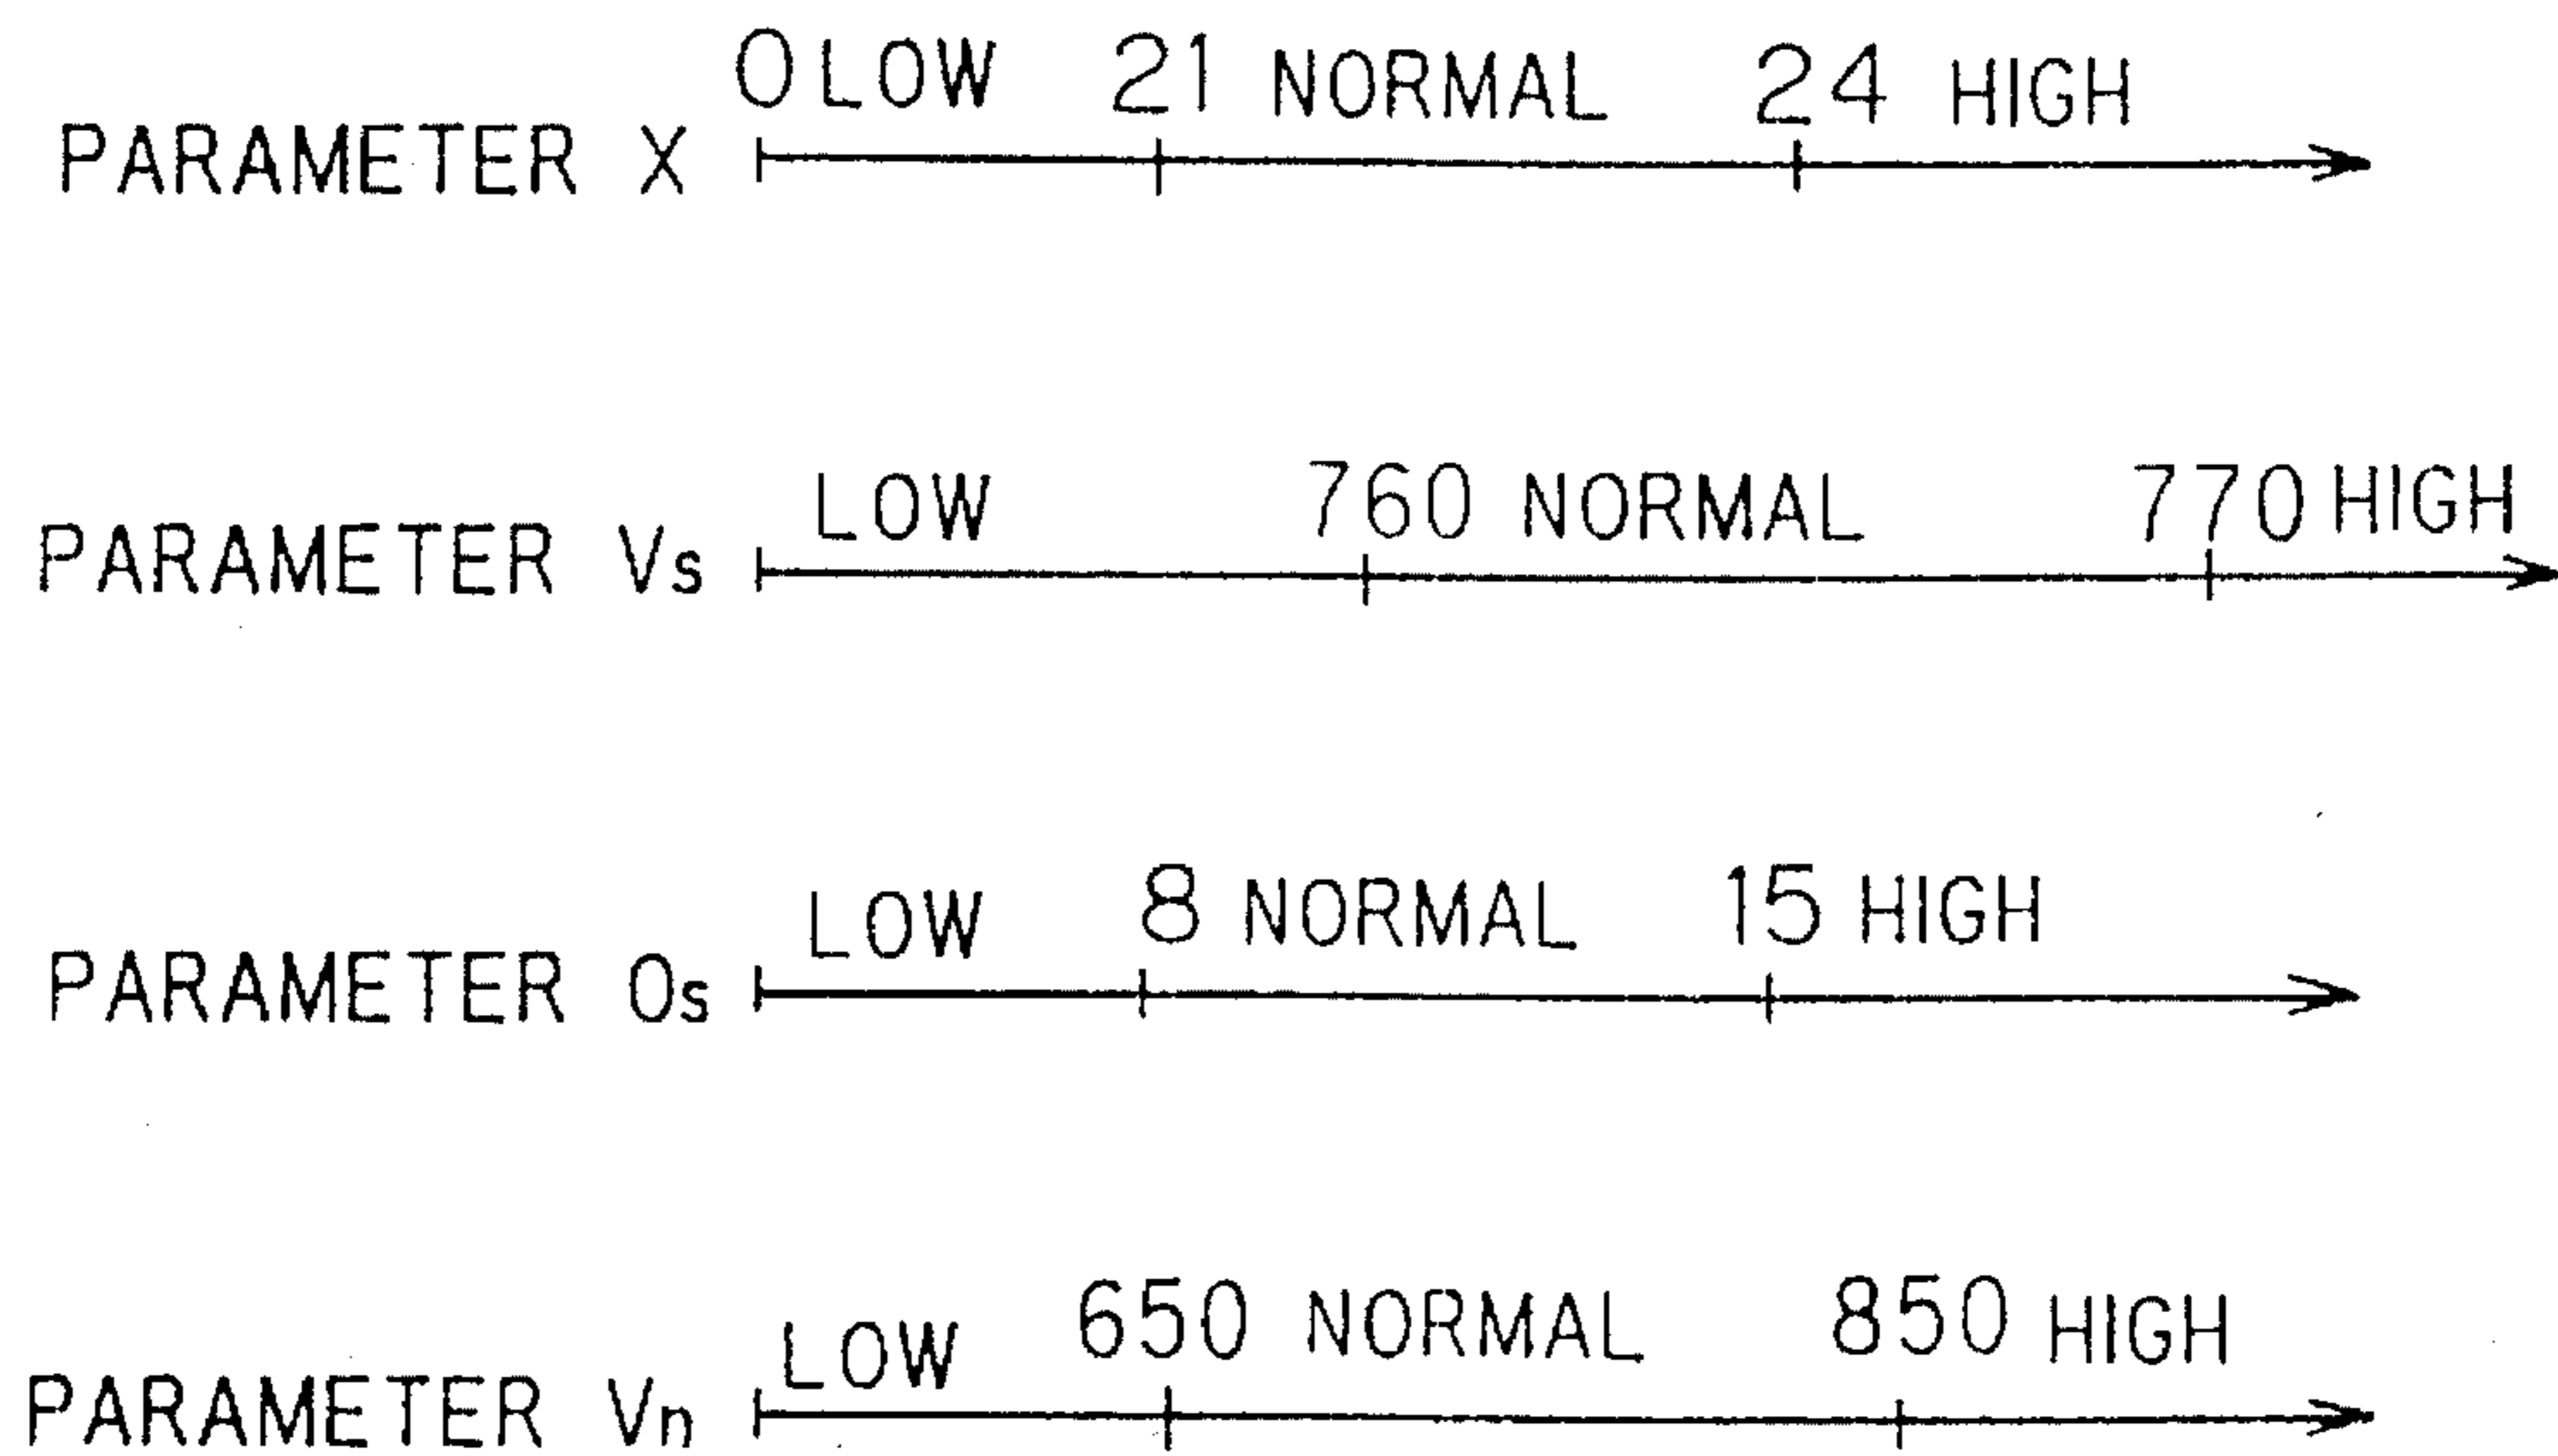 0 LOW 21 NORMAL 24 HIGH
PARAMETER X
LOW 760 NORMAL 770 HIGH
PARAMETER Vs
LOW 8 NORMAL 15 HIGH
PARAMETER Os
LOW 650 NORMAL 850 HIGH
PARAMETER Vn